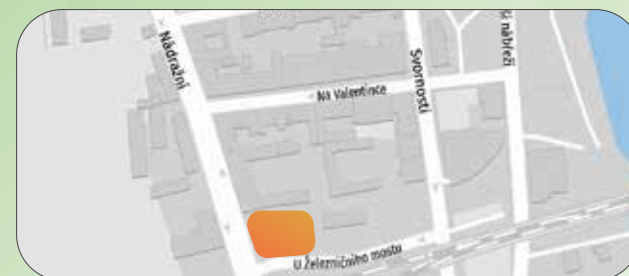 Nádražní
Na Valentince
Svornosti
nábřeží
U Železničního mostu